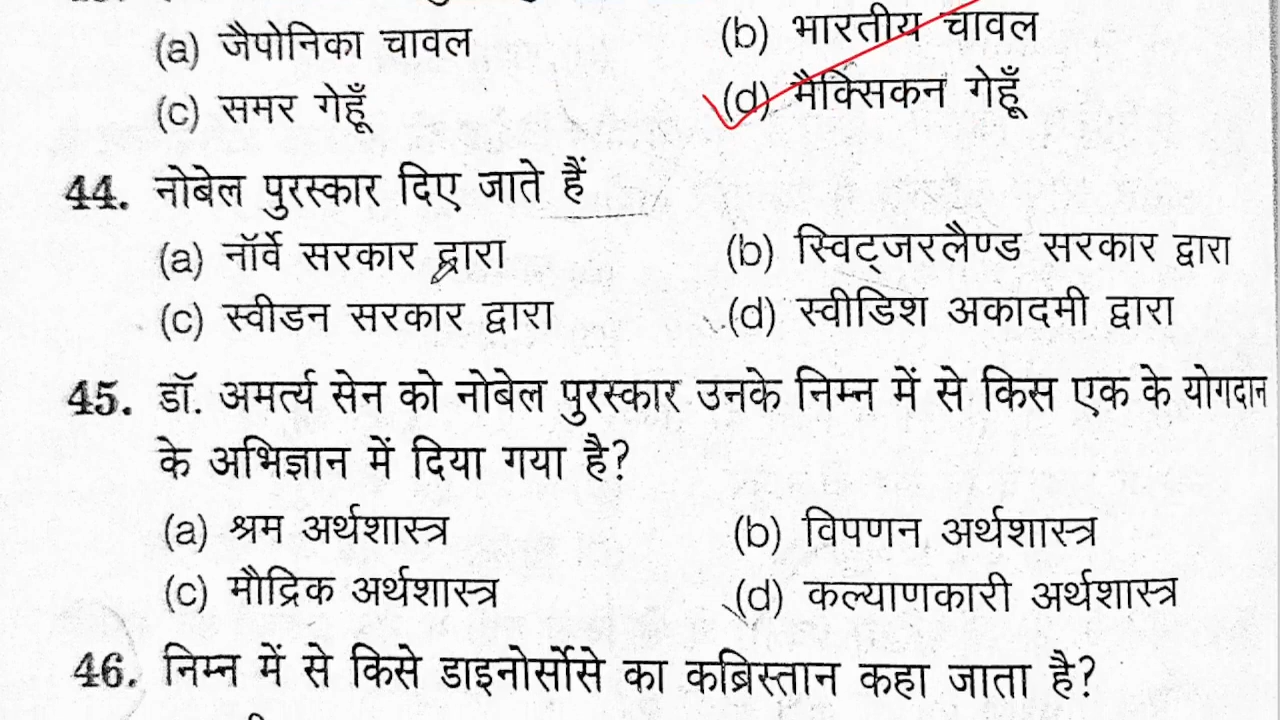 (a) जैपोनिका चावल (b) भारतीय चावल
(c) समर गेहूँ (d) मैक्सिकन गेहूँ
44. नोबेल पुरस्कार दिए जाते हैं
(a) नॉर्वे सरकार द्वारा (b) स्विट्जरलैण्ड सरकार द्वारा
(c) स्वीडन सरकार द्वारा (d) स्वीडिश अकादमी द्वारा
45. डॉ. अमर्त्य सेन को नोबेल पुरस्कार उनके निम्न में से किस एक के योगदान
के अभिज्ञान में दिया गया है?
(a) श्रम अर्थशास्त्र (b) विपणन अर्थशास्त्र
(c) मौद्रिक अर्थशास्त्र (d) कल्याणकारी अर्थशास्त्र
46. निम्न में से किसे डाइनोर्सोसे का कब्रिस्तान कहा जाता है?